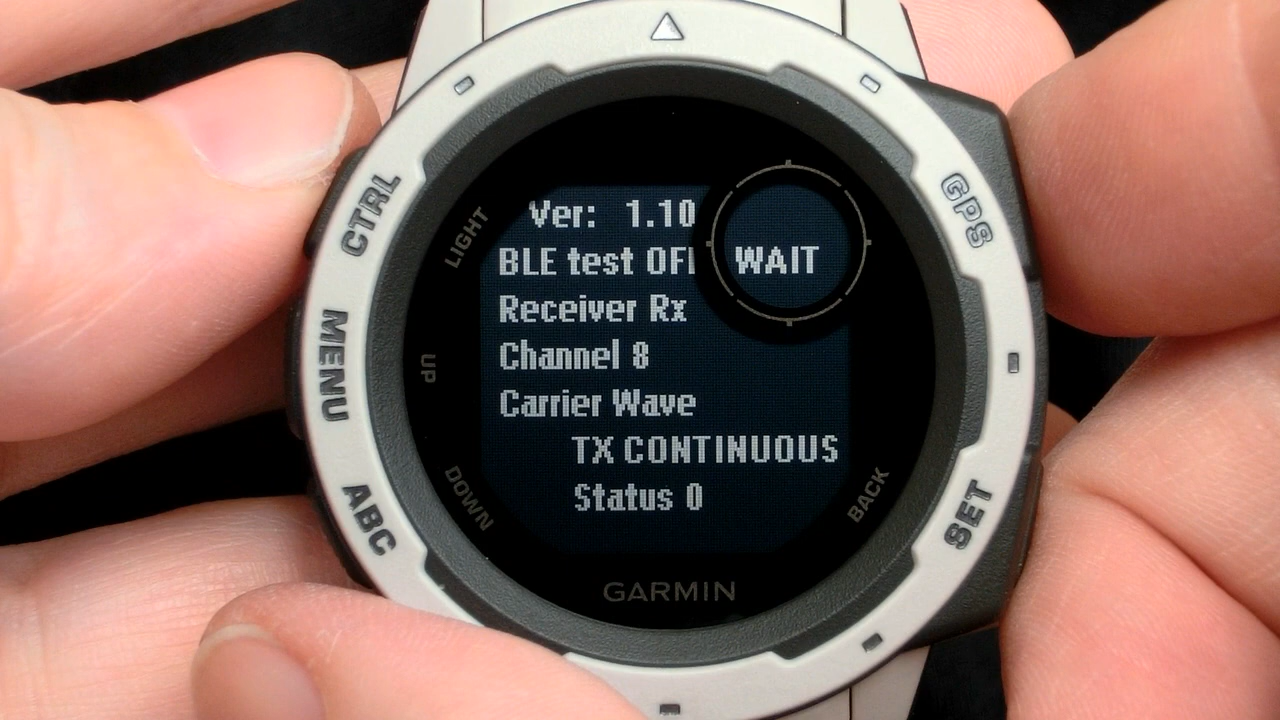 Ver: 1.10
BLE test OFF WAIT
Receiver Rx
Channel 8
Carrier Wave
TX CONTINUOUS
Status 0
GARMIN
CTRL
LIGHT
MENU
UP
ABC
DOWN
GPS
SET
BACK